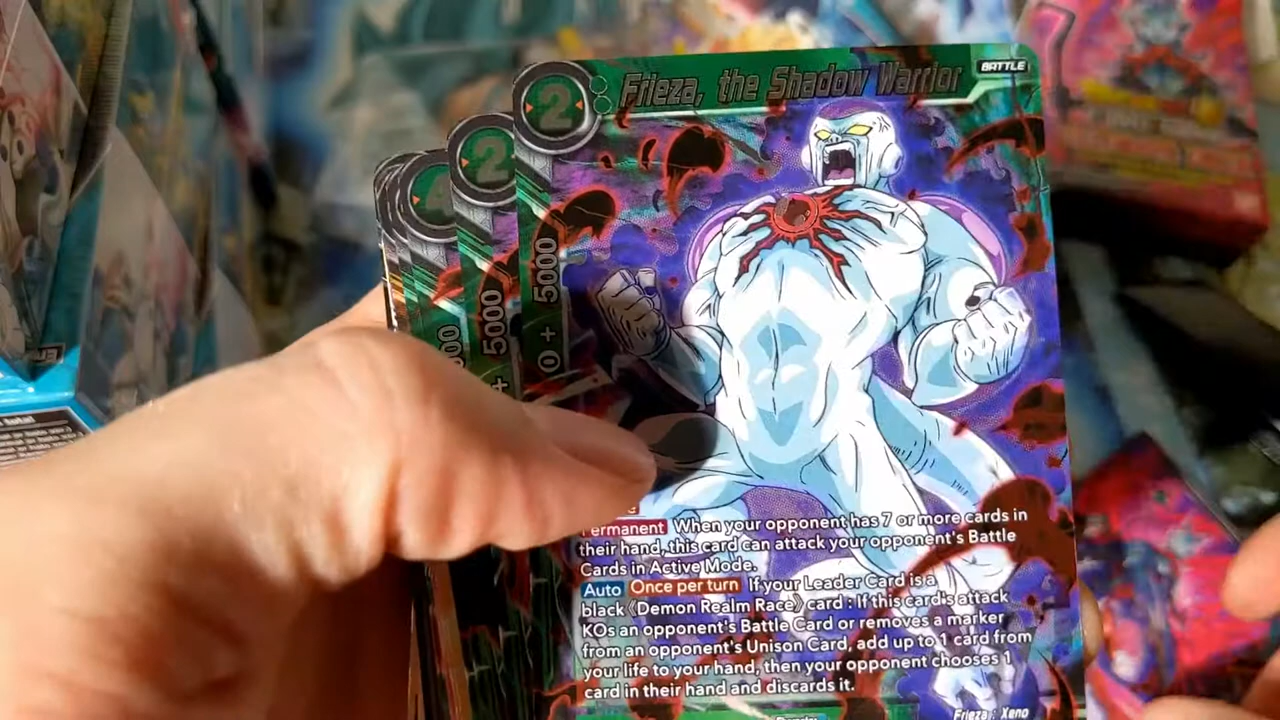 Frieza, the Shadow Warrior
BATTLE
2
2
5000
0 + 5000
Permanent When your opponent has 7 or more cards in
their hand, this card can attack your opponent's Battle
Cards in Active Mode.
Auto Once per turn If your Leader Card is a
black 《Demon Realm Race》 card : If this card's attack
KOs an opponent's Battle Card or removes a marker
from an opponent's Unison Card, add up to 1 card from
your life to your hand, then your opponent chooses 1
card in their hand and discards it.
Frieza : Xeno